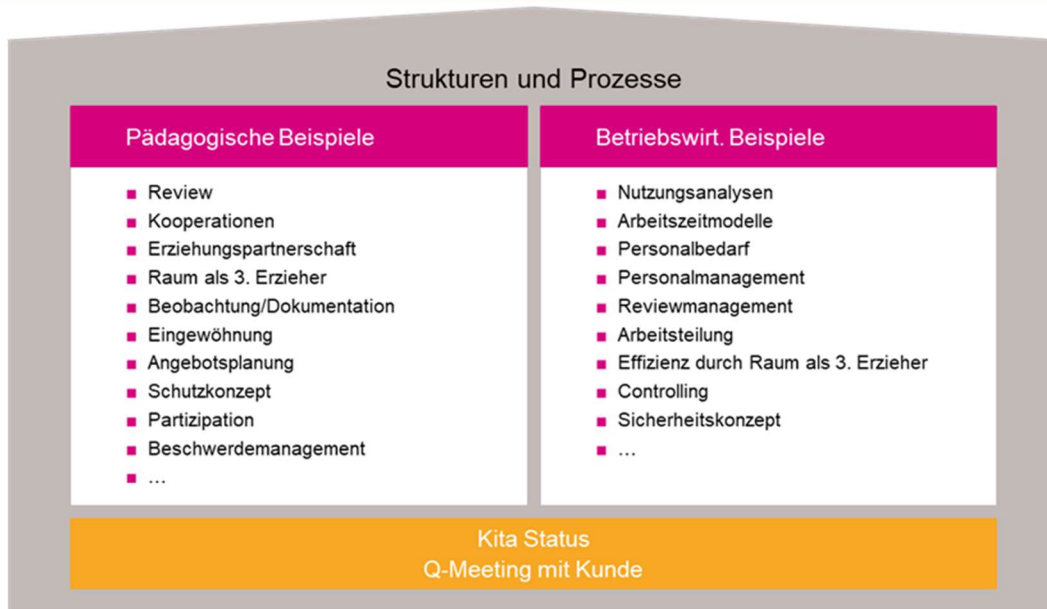 Strukturen und Prozesse
Pädagogische Beispiele
Review
Kooperationen
Erziehungspartnerschaft
Raum als 3. Erzieher
Beobachtung/Dokumentation
Eingewöhnung
Angebotsplanung
Schutzkonzept
Partizipation
Beschwerdemanagement
…
Betriebswirt. Beispiele
Nutzungsanalysen
Arbeitszeitmodelle
Personalbedarf
Personalmanagement
Reviewmanagement
Arbeitsteilung
Effizienz durch Raum als 3. Erzieher
Controlling
Sicherheitskonzept
…
Kita Status
Q-Meeting mit Kunde